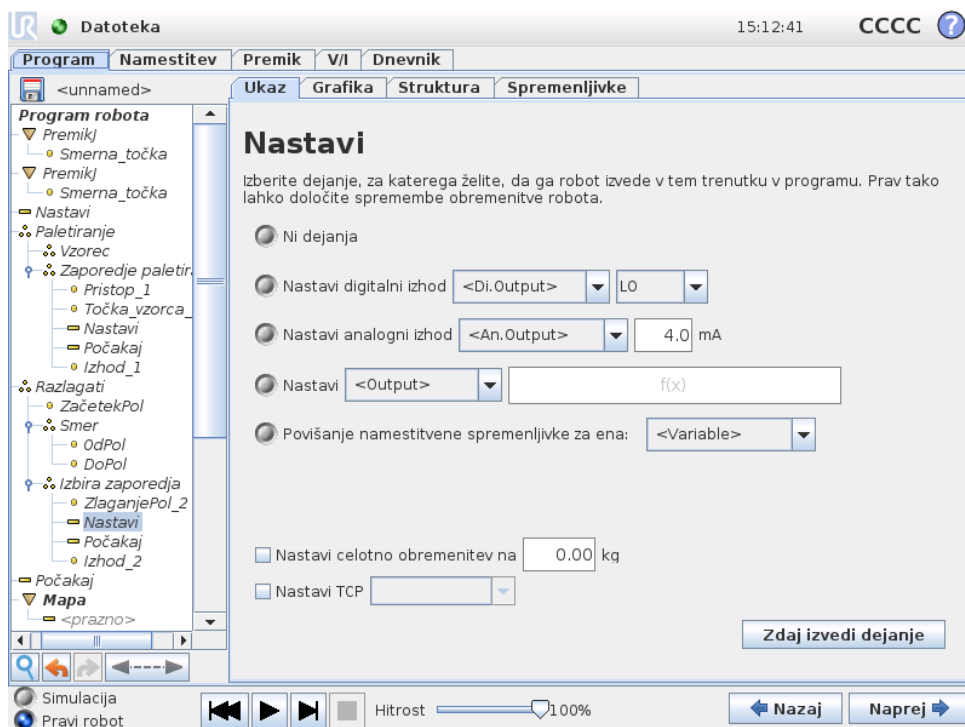 UR Datoteka 15:12:41 CCCC ?
Program Namestitev Premik V/I Dnevnik
<unnamed>
Ukaz Grafika Struktura Spremenljivke
Program robota
PremikJ
Smerna_točka
PremikJ
Smerna_točka
Nastavi
Paletiranje
Vzorec
Zaporedje paletir
Pristop_1
Točka_vzorca_
Nastavi
Počakaj
Izhod_1
Razlagati
ZačetekPol
Smer
OdPol
DoPol
Izbira zaporedja
ZlaganjePol_2
Nastavi
Počakaj
Izhod_2
Počakaj
Mapa
<prazno>
Nastavi
Izberite dejanje, za katerega želite, da ga robot izvede v tem trenutku v programu. Prav tako
lahko določite spremembe obremenitve robota.
Ni dejanja
Nastavi digitalni izhod <Di.Output> LO
Nastavi analogni izhod <An.Output> 4.0 mA
Nastavi <Output> f(x)
Povišanje namestitvene spremenljivke za ena: <Variable>
Nastavi celotno obremenitev na 0.00 kg
Nastavi TCP
Zdaj izvedi dejanje
Simulacija
Pravi robot
Hitrost 100%
Nazaj Naprej